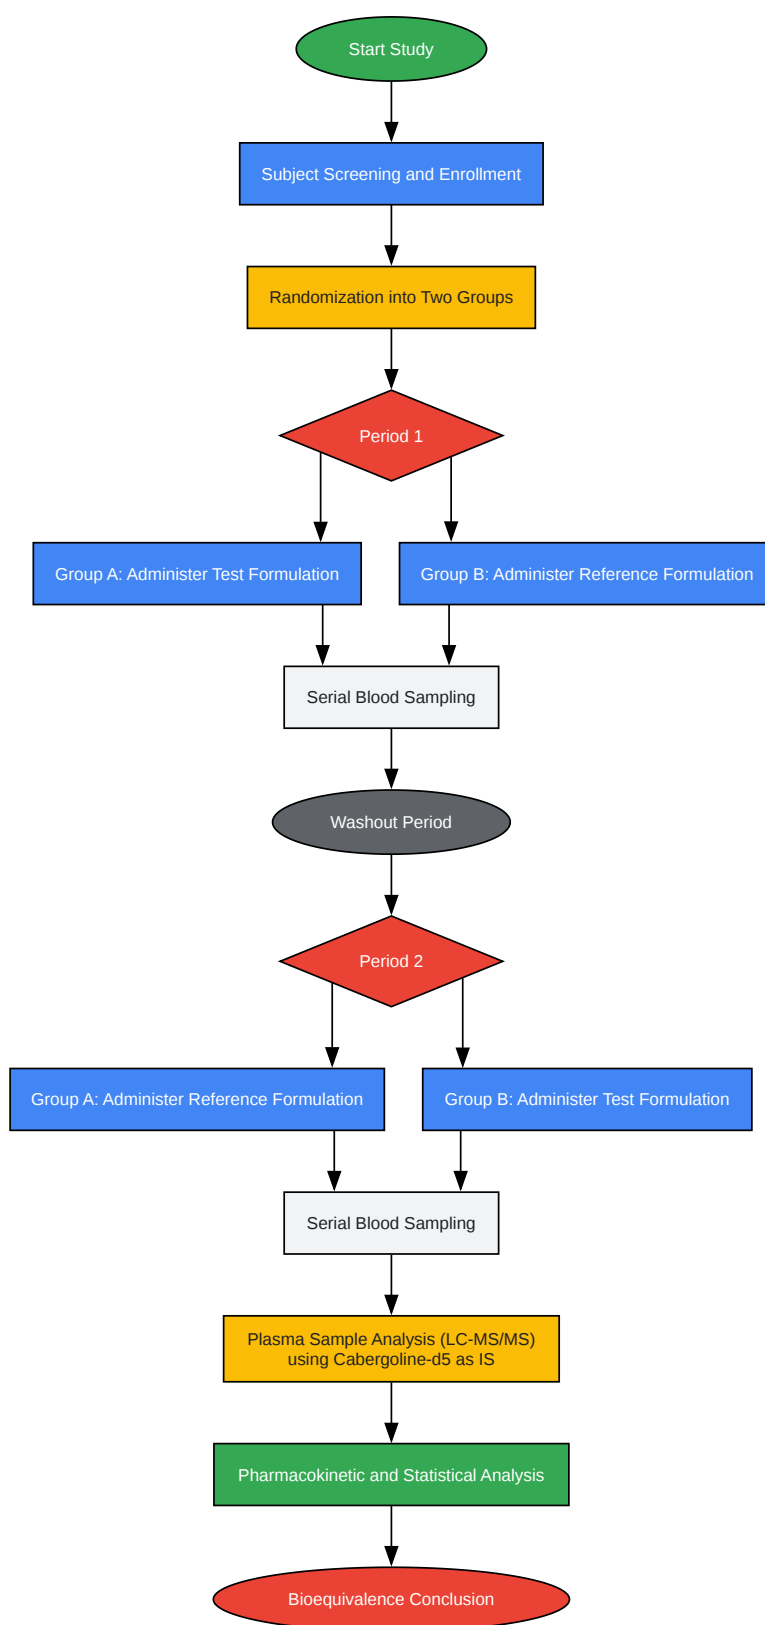 Start Study
Subject Screening and Enrollment
Randomization into Two Groups
Period 1
Group A: Administer Test Formulation
Group B: Administer Reference Formulation
Serial Blood Sampling
Washout Period
Period 2
Group A: Administer Reference Formulation
Group B: Administer Test Formulation
Serial Blood Sampling
Plasma Sample Analysis (LC-MS/MS)
using Cabergoline-d5 as IS
Pharmacokinetic and Statistical Analysis
Bioequivalence Conclusion